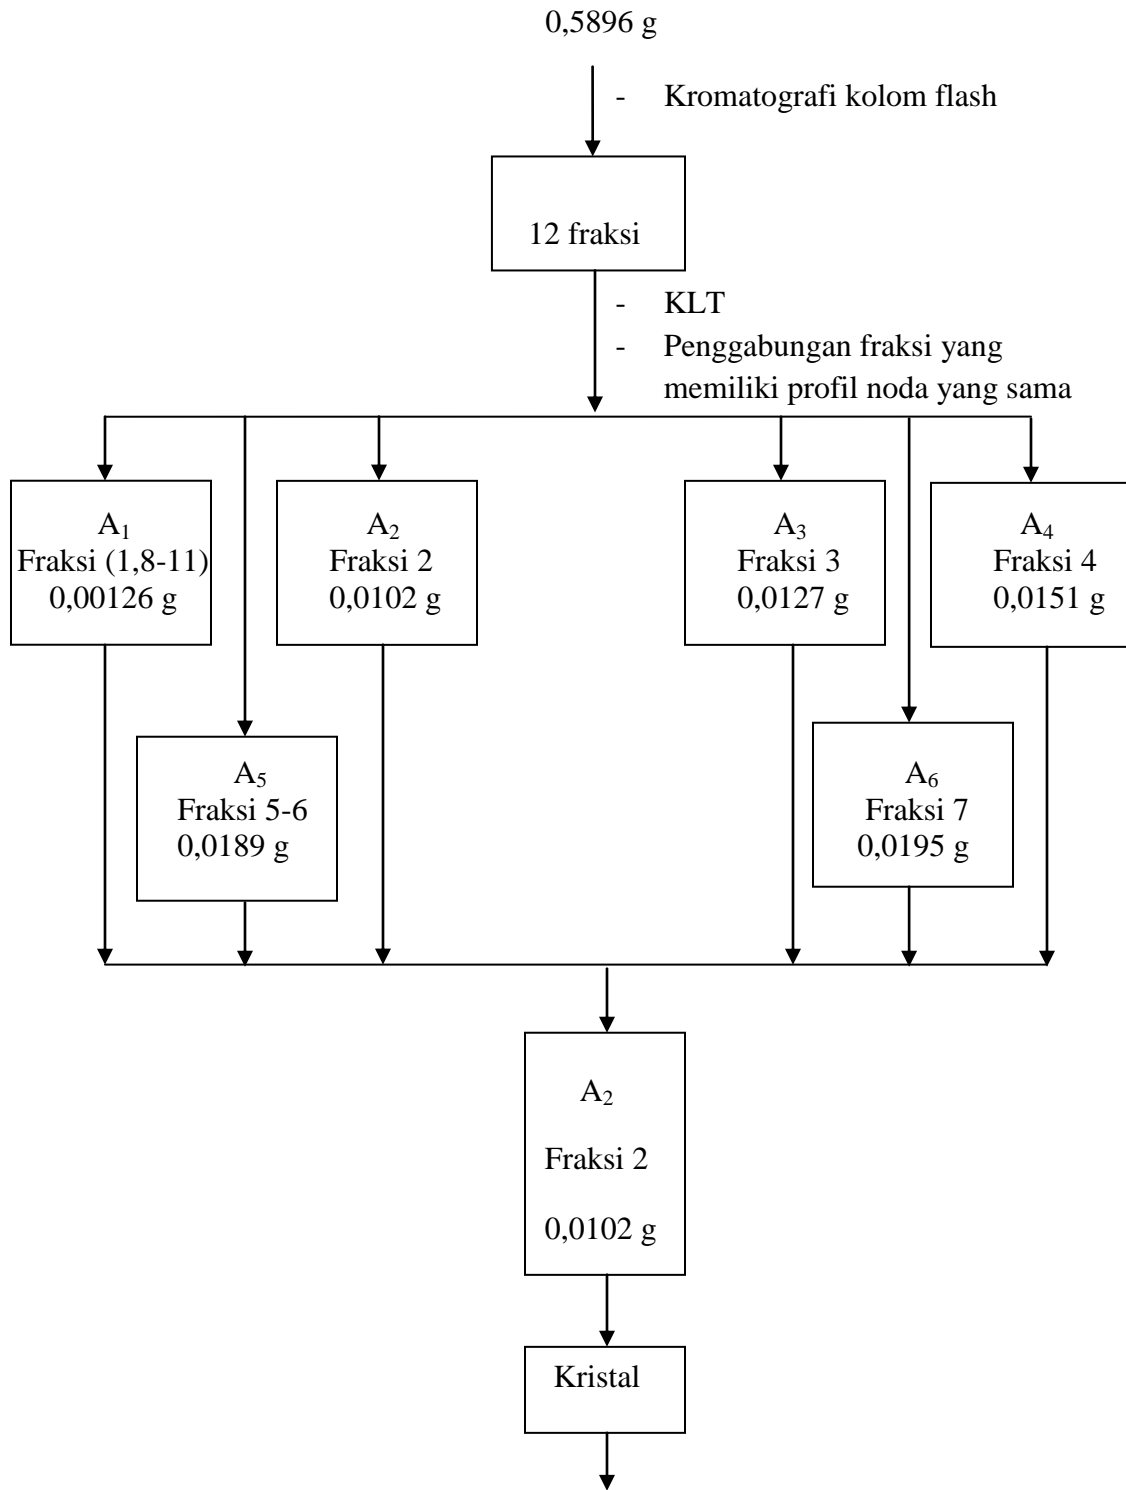 0,5896 g
- Kromatografi kolom flash
12 fraksi
- KLT
- Penggabungan fraksi yang
memiliki profil noda yang sama
A₁
Fraksi (1,8-11)
0,00126 g
A₂
Fraksi 2
0,0102 g
A₃
Fraksi 3
0,0127 g
A₄
Fraksi 4
0,0151 g
A₅
Fraksi 5-6
0,0189 g
A₆
Fraksi 7
0,0195 g
A₂
Fraksi 2
0,0102 g
Kristal